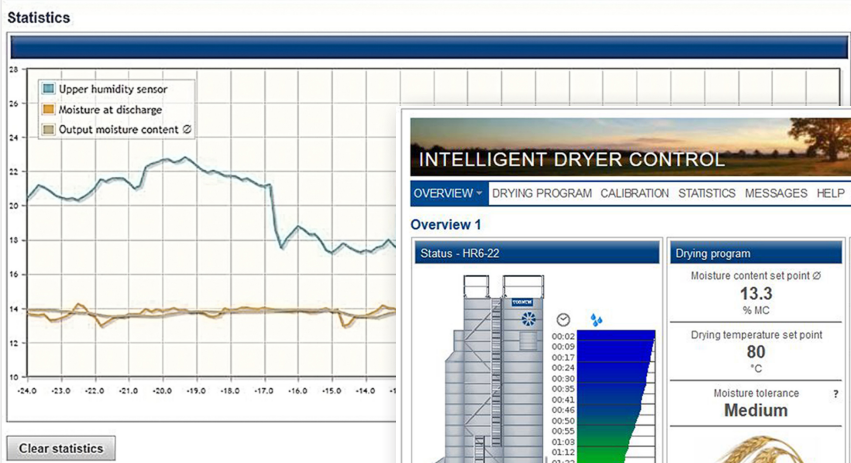 Statistics
28
26
24
22
20
18
16
14
12
10
Upper humidity sensor
Moisture at discharge
Output moisture content Ø
-24.0 -23.0 -22.0 -21.0 -20.0 -19.0 -18.0 -17.0 -16.0 -15.0 -14.0
Clear statistics
INTELLIGENT DRYER CONTROL
OVERVIEW DRYING PROGRAM CALIBRATION STATISTICS MESSAGES HELP
Overview 1
Status - HR6-22
00:02
00:09
00:17
00:24
00:30
00:35
00:41
00:46
00:50
00:55
01:03
01:12
Drying program
Moisture content set point Ø
13.3
% MC
Drying temperature set point
80
°C
Moisture tolerance ?
Medium